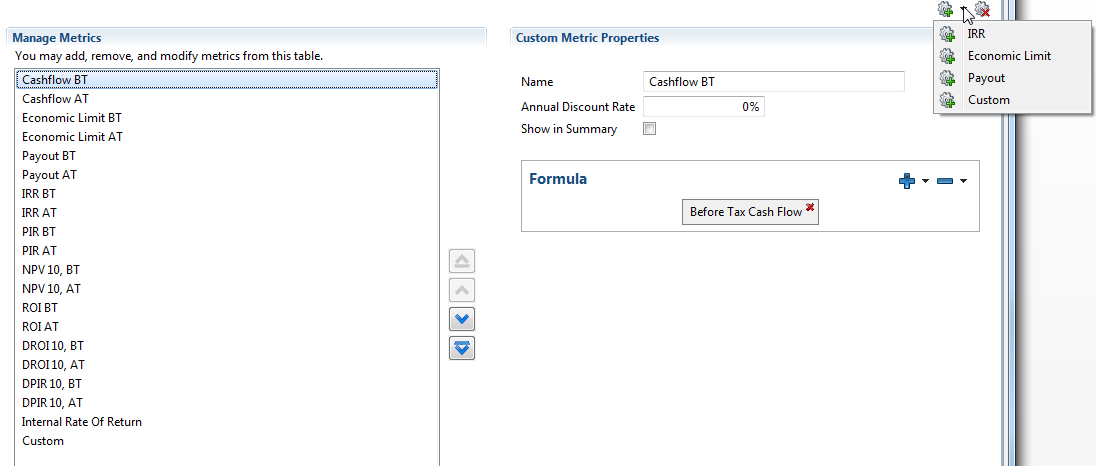 Manage Metrics
You may add, remove, and modify metrics from this table.
Cashflow BT
Cashflow AT
Economic Limit BT
Economic Limit AT
Payout BT
Payout AT
IRR BT
IRR AT
PIR BT
PIR AT
NPV 10, BT
NPV 10, AT
ROI BT
ROI AT
DROI 10, BT
DROI 10, AT
DPIR 10, BT
DPIR 10, AT
Internal Rate Of Return
Custom
Custom Metric Properties
Name Cashflow BT
Annual Discount Rate 0%
Show in Summary
Formula
Before Tax Cash Flow
IRR
Economic Limit
Payout
Custom